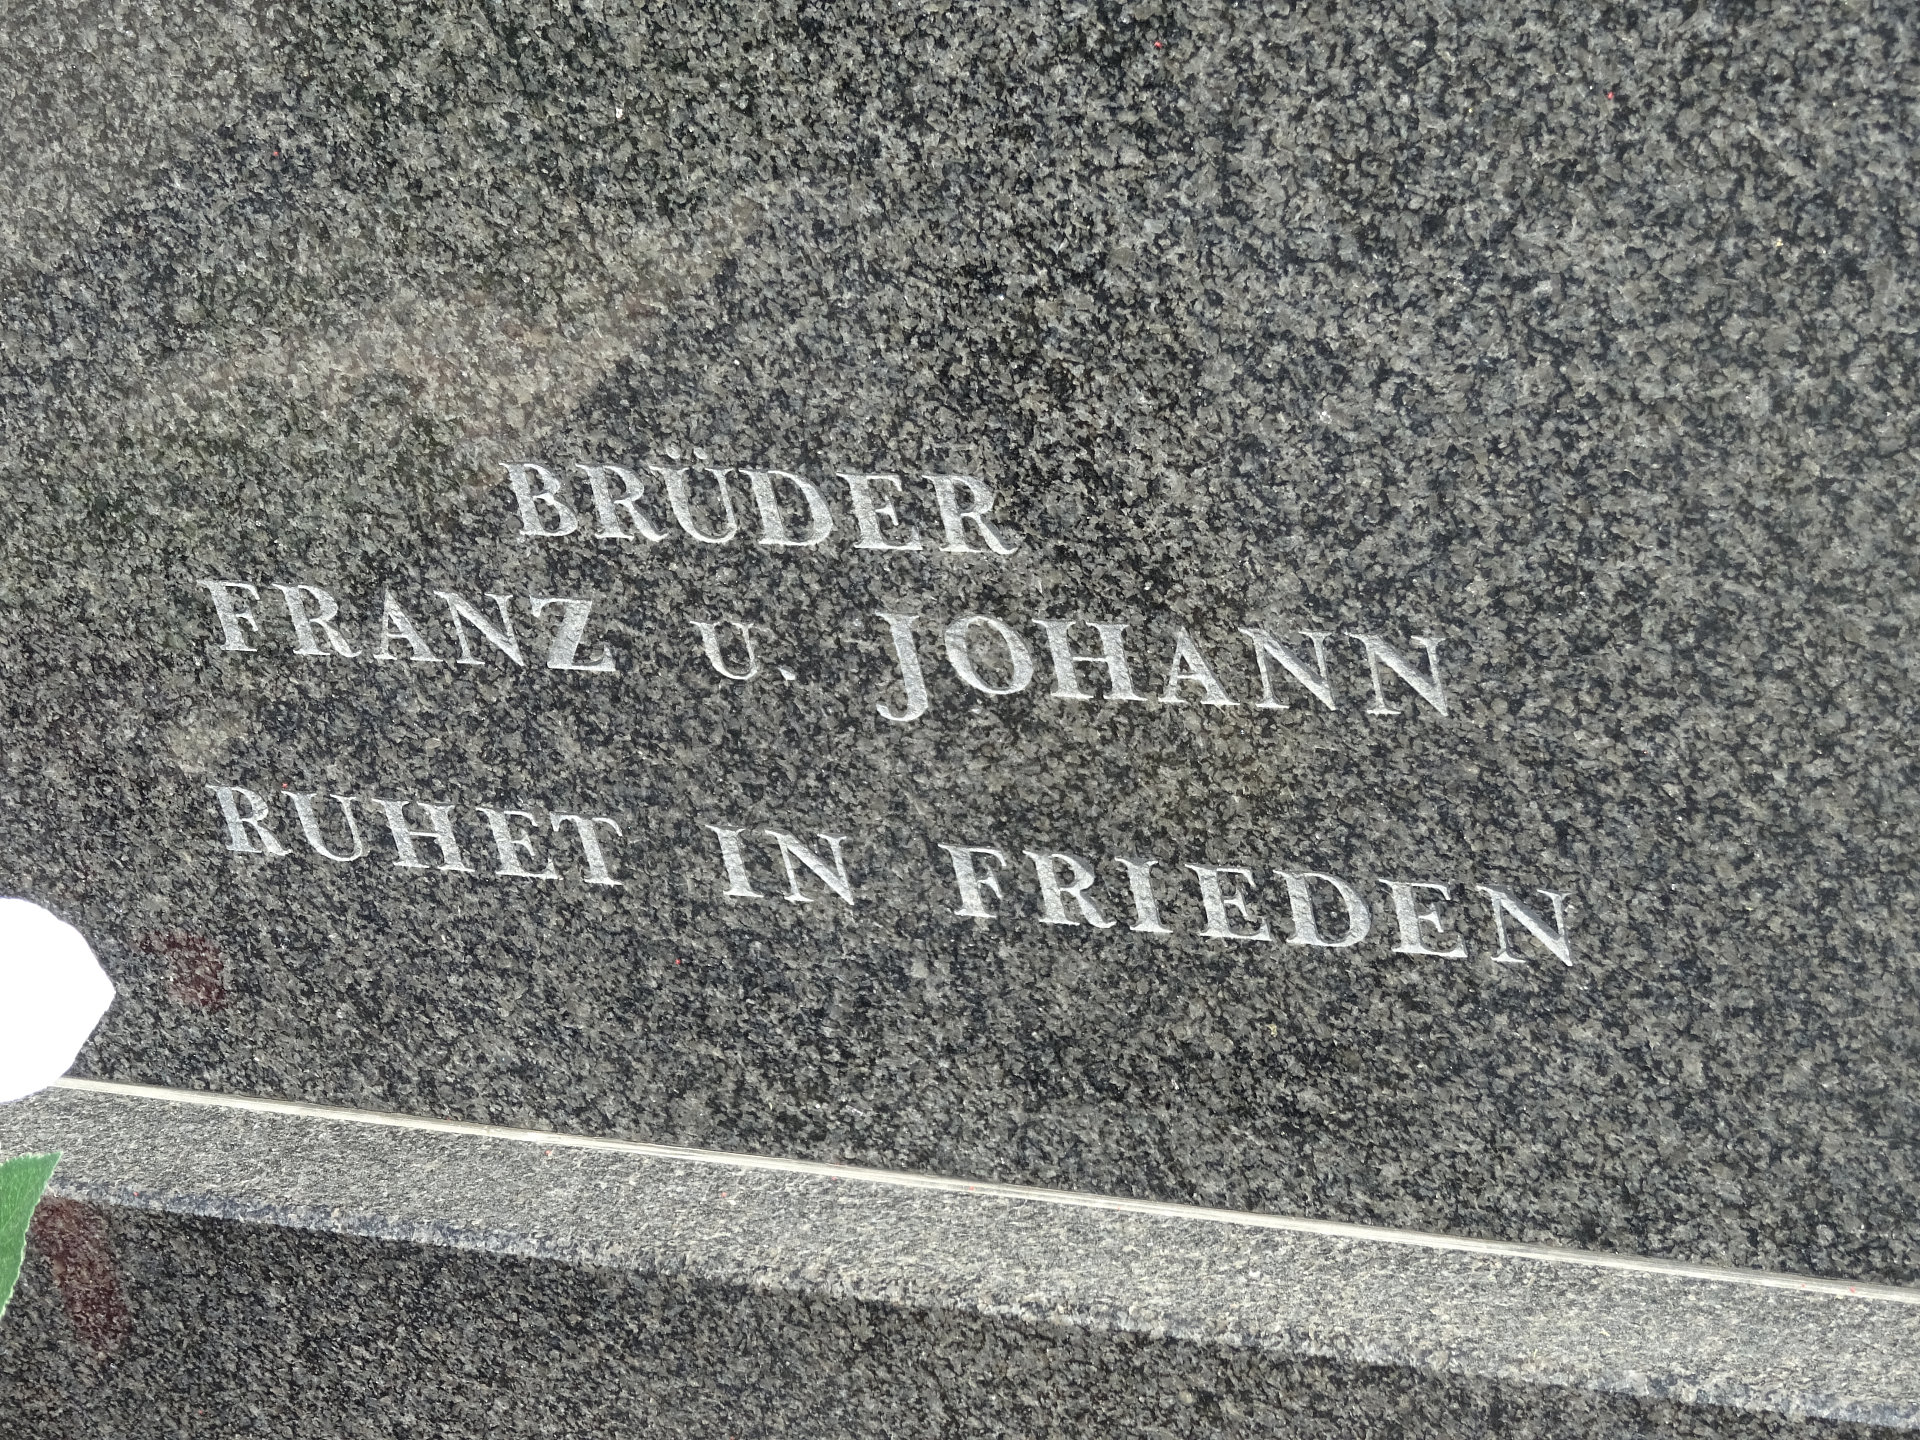 BRÜDER
FRANZ U. JOHANN
RUHET IN FRIEDEN